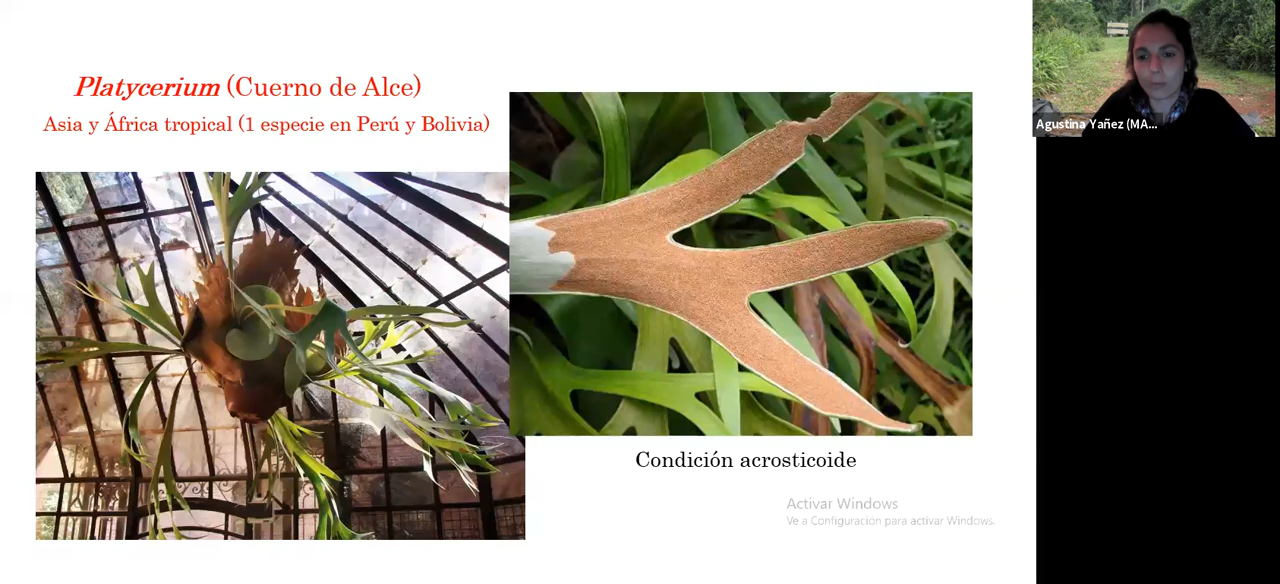 Platycerium (Cuerno de Alce)
Asia y África tropical (1 especie en Perú y Bolivia)
Condición acrosticoide
Activar Windows
Ve a Configuración para activar Windows.
Agustina Yañez (MA...